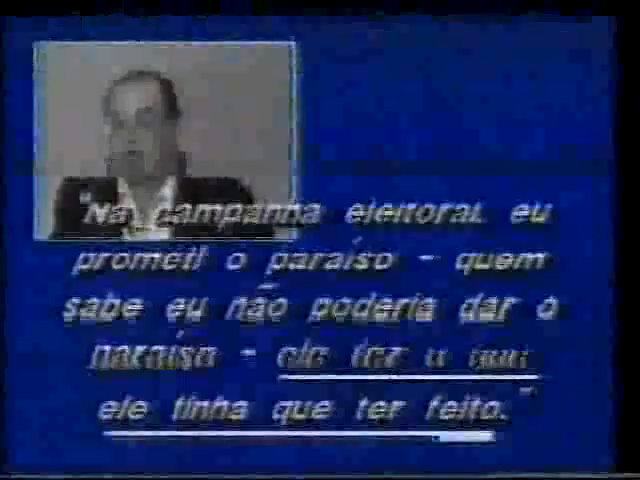 "Na campanha eleitoral eu
prometi o paraíso - quem
sabe eu não poderia dar o
paraíso - ele fez o que
ele tinha que ter feito."